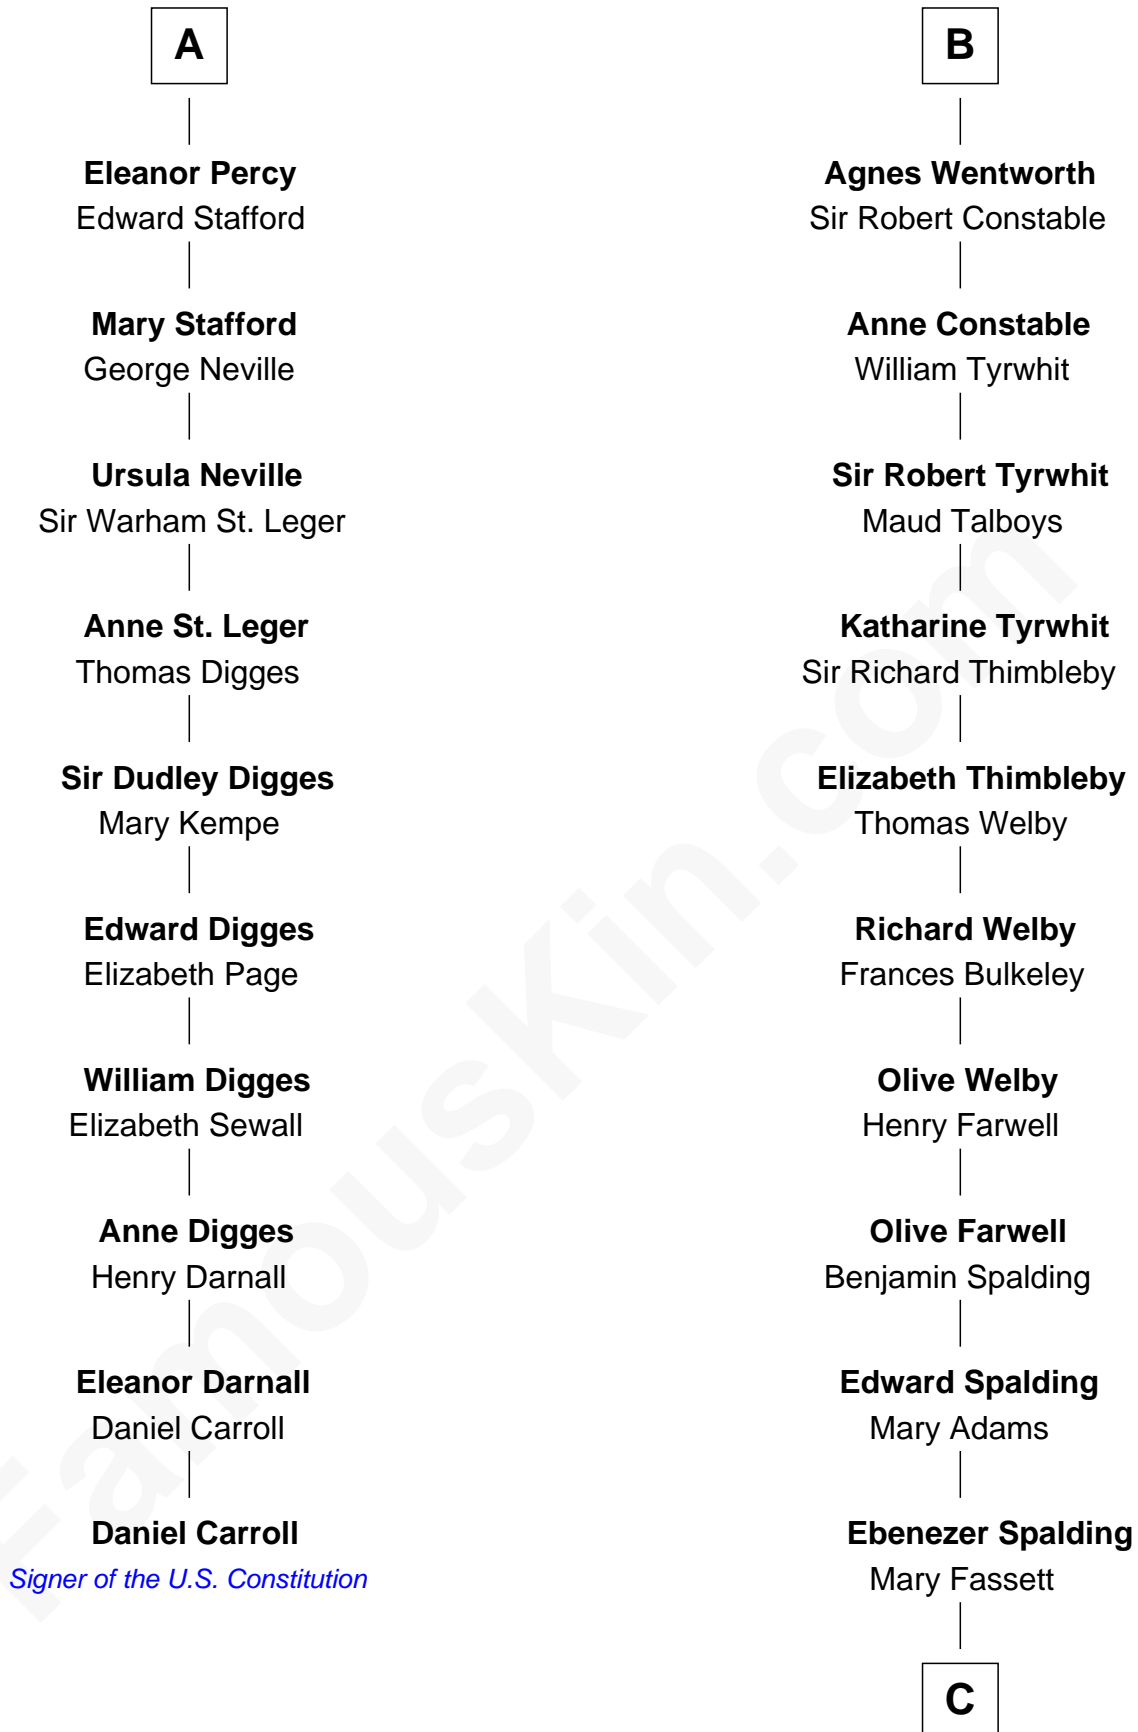 A
Eleanor Percy
Edward Stafford
Mary Stafford
George Neville
Ursula Neville
Sir Warham St. Leger
Anne St. Leger
Thomas Digges
Sir Dudley Digges
Mary Kempe
Edward Digges
Elizabeth Page
William Digges
Elizabeth Sewall
Anne Digges
Henry Darnall
Eleanor Darnall
Daniel Carroll
Daniel Carroll
Signer of the U.S. Constitution
B
Agnes Wentworth
Sir Robert Constable
Anne Constable
William Tyrwhit
Sir Robert Tyrwhit
Maud Talboys
Katharine Tyrwhit
Sir Richard Thimbleby
Elizabeth Thimbleby
Thomas Welby
Richard Welby
Frances Bulkeley
Olive Welby
Henry Farwell
Olive Farwell
Benjamin Spalding
Edward Spalding
Mary Adams
Ebenezer Spalding
Mary Fassett
C
FamousKin.com